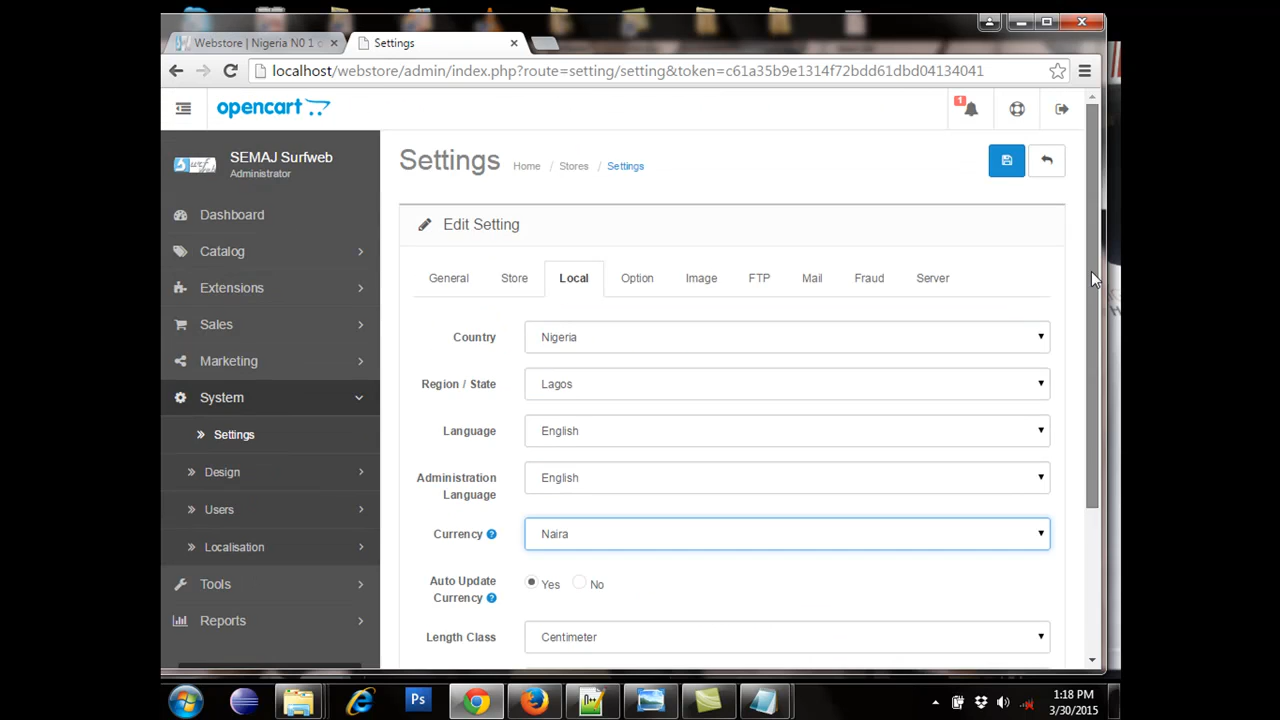 Webstore | Nigeria N0 1 o
Settings
localhost/webstore/admin/index.php?route=setting/setting&token=c61a35b9e1314f72bdd61dbd04134041
opencart
1
SEMAJ Surfweb
Administrator
Dashboard
Catalog
Extensions
Sales
Marketing
System
Settings
Design
Users
Localisation
Tools
Reports
Settings
Home / Stores / Settings
Edit Setting
General Store Local Option Image FTP Mail Fraud Server
Country Nigeria
Region / State Lagos
Language English
Administration Language English
Currency ? Naira
Auto Update Currency ? Yes No
Length Class Centimeter
Ps
1:18 PM
3/30/2015